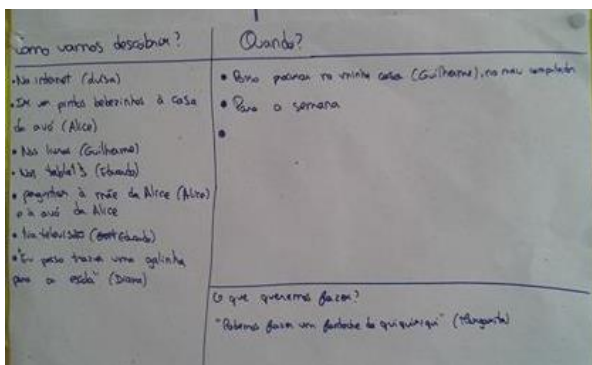 Como vamos descobrir?
• Na internet (Luísa)
• Ir ver pintos bebezinhos à casa
da avó (Alice)
• Nos livros (Guilherme)
• Nos tablet's (Eduardo)
• perguntar à mãe da Alice (Alice)
e à avó da Alice
• Na televisão (Eduardo)
• "Eu posso trazer uma galinha
para a escola" (Diana)
Quando?
• Posso na minha casa (Guilherme), no meu computador
• Para a semana
•
O que queremos fazer?
"Podemos fazer um fantoche do quiquiriqui" (Margarida)